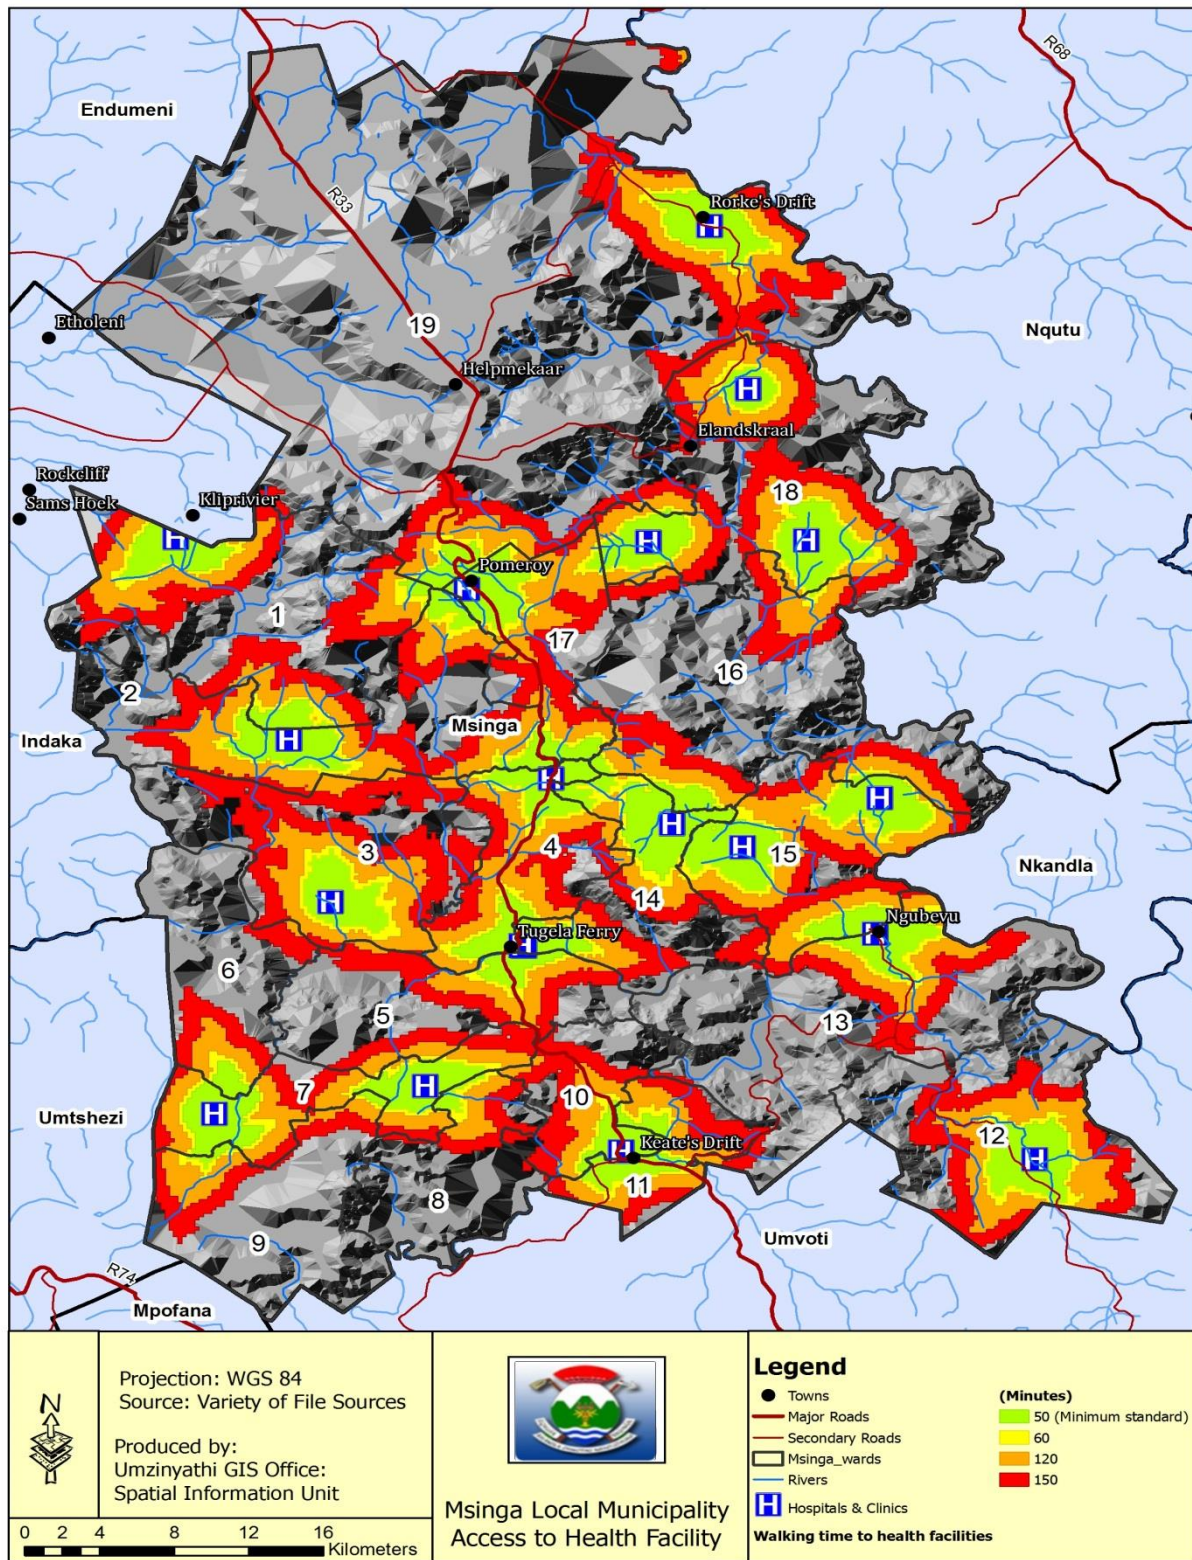 R68
Endumeni
R33
Rorke's Drift
Etholeni
Nqutu
19
Helpmekaar
Elandskraal
Rockcliff
Sams Hoek
Kliprivier
18
Pomeroy
1
17
16
2
Indaka
Msinga
3
4
15
Nkandla
14
Ngubevu
Tugela Ferry
6
5
13
7
10
Umtshezi
12
Keate's Drift
11
8
Umvoti
9
R74
Mpofana
N
Projection: WGS 84
Source: Variety of File Sources
Produced by:
Umzinyathi GIS Office:
Spatial Information Unit
0 2 4 8 12 16
Kilometers
Msinga Local Municipality
Access to Health Facility
Legend
Towns
Major Roads
Secondary Roads
Msinga_wards
Rivers
H Hospitals & Clinics
Walking time to health facilities
(Minutes)
50 (Minimum standard)
60
120
150